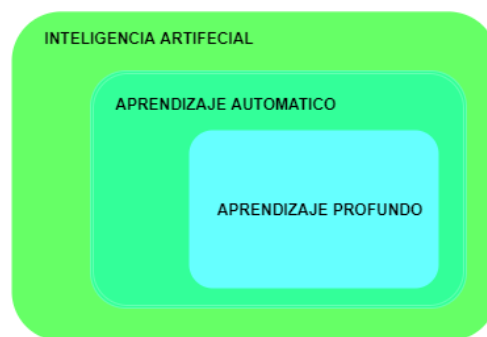 INTELIGENCIA ARTIFECIAL
APRENDIZAJE AUTOMATICO
APRENDIZAJE PROFUNDO